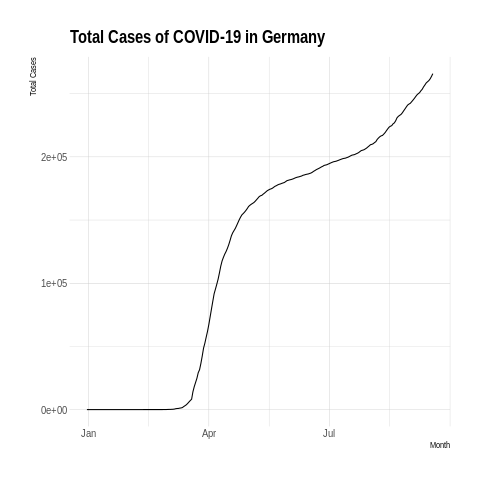 Total Cases of COVID-19 in Germany
Total Cases
2e+05
1e+05
0e+00
Jan Apr Jul
Month